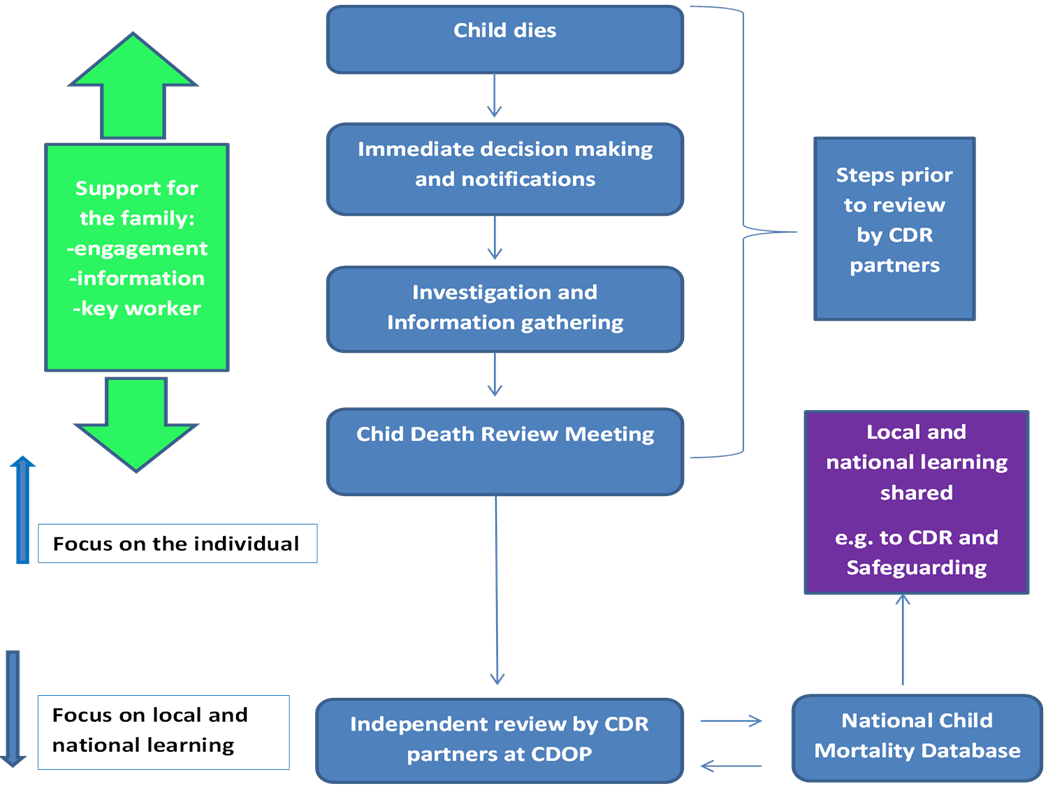 Child dies
Immediate decision making
and notifications
Investigation and
Information gathering
Chid Death Review Meeting
Steps prior
to review
by CDR
partners
Support for
the family:
-engagement
-information
-key worker
Focus on the individual
Focus on local and
national learning
Independent review by CDR
partners at CDOP
National Child
Mortality Database
Local and
national learning
shared
e.g. to CDR and
Safeguarding